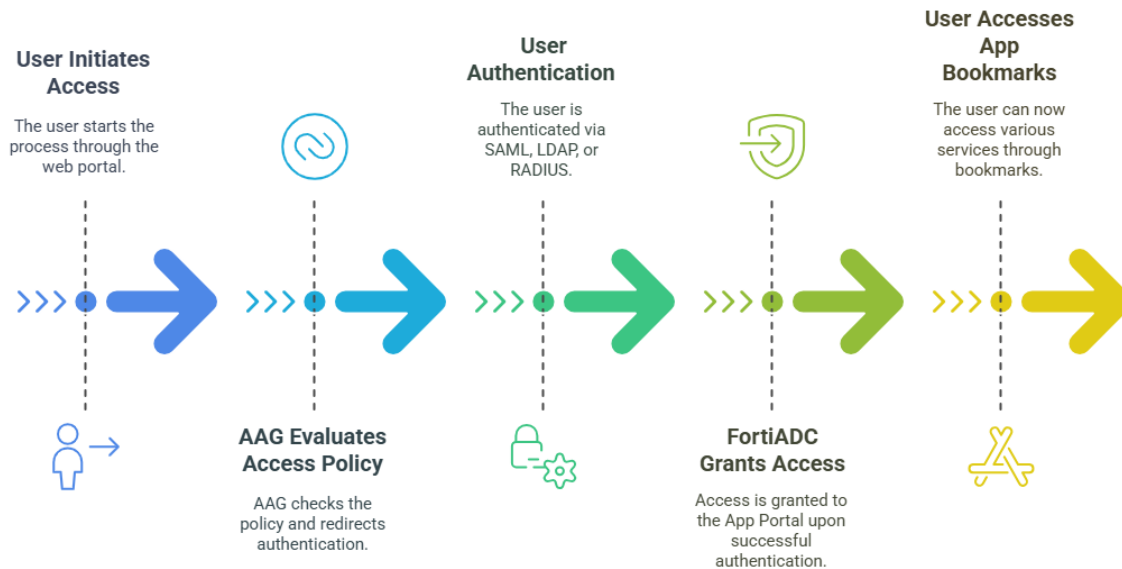 User Initiates
Access
The user starts the
process through the
web portal.
AAG Evaluates
Access Policy
AAG checks the
policy and redirects
authentication.
User
Authentication
The user is
authenticated via
SAML, LDAP, or
RADIUS.
FortiADC
Grants Access
Access is granted to
the App Portal upon
successful
authentication.
User Accesses
App
Bookmarks
The user can now
access various
services through
bookmarks.